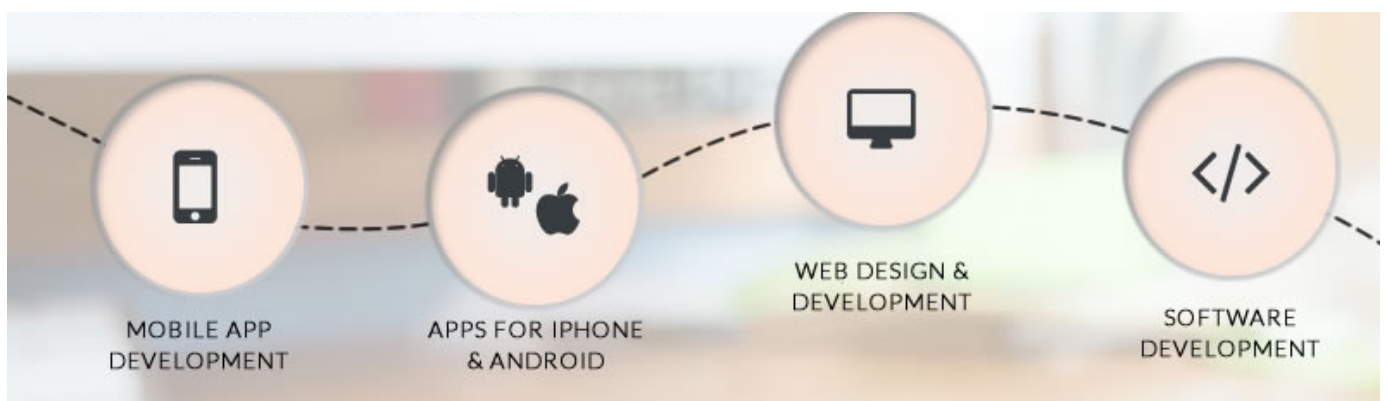 MOBILE APP
DEVELOPMENT
APPS FOR IPHONE
& ANDROID
WEB DESIGN &
DEVELOPMENT
SOFTWARE
DEVELOPMENT